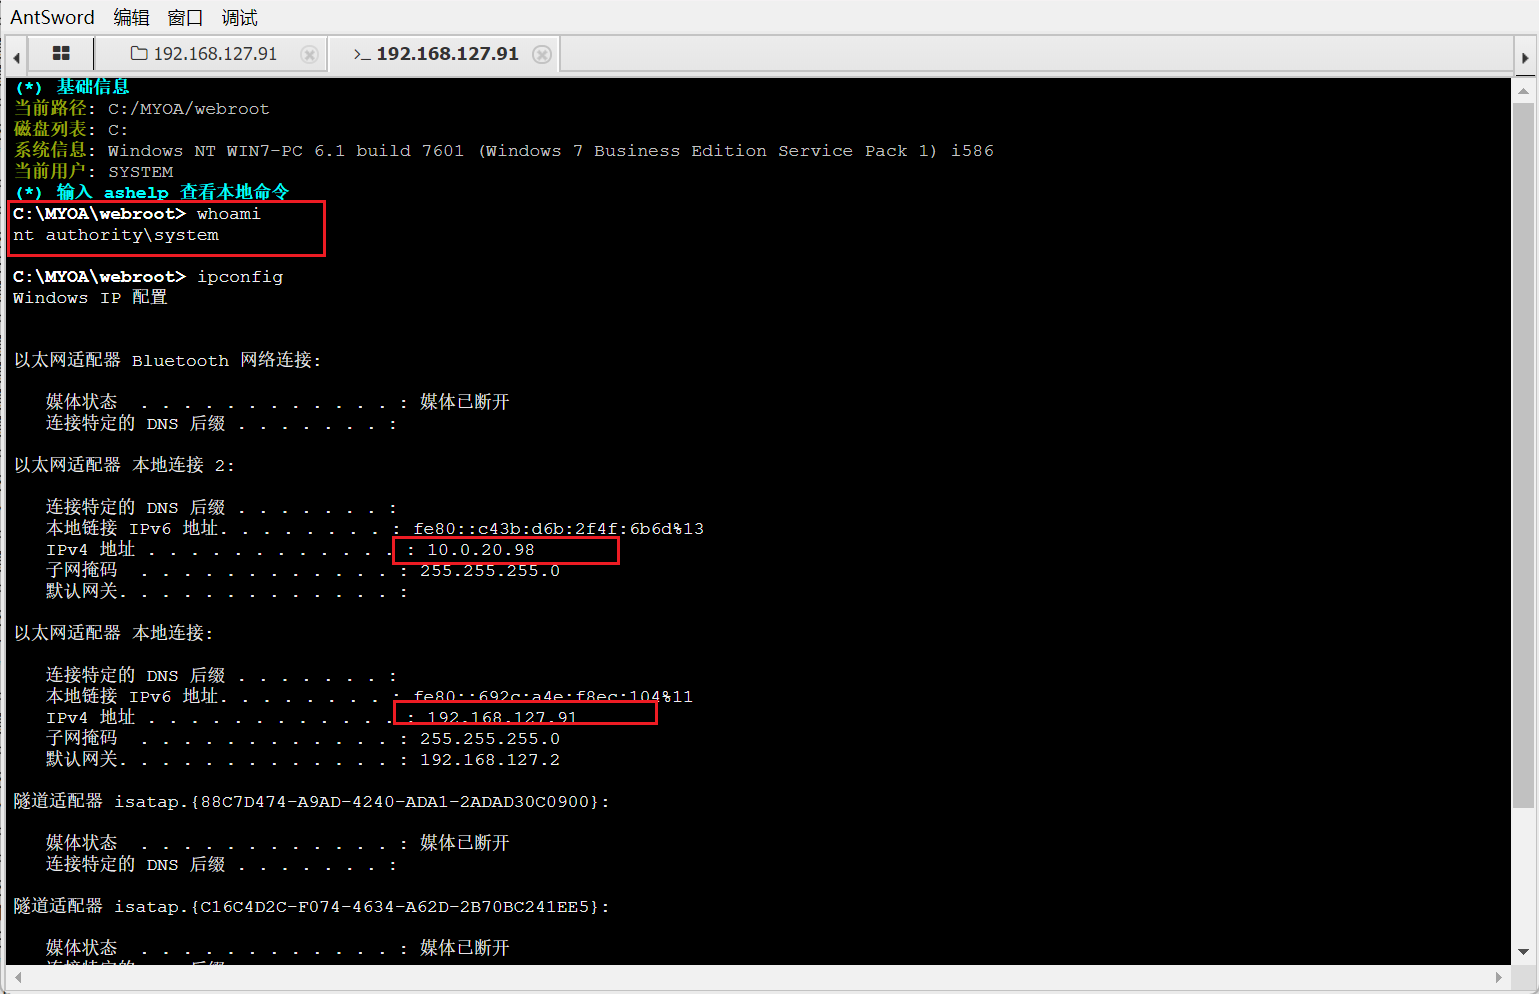 AntSword 编辑 窗口 调试
192.168.127.91 >_ 192.168.127.91
(*) 基础信息
当前路径: C:/MYOA/webroot
磁盘列表: C:
系统信息: Windows NT WIN7-PC 6.1 build 7601 (Windows 7 Business Edition Service Pack 1) i586
当前用户: SYSTEM
(*) 输入 ashelp 查看本地命令
C:\MYOA\webroot> whoami
nt authority\system
C:\MYOA\webroot> ipconfig
Windows IP 配置
以太网适配器 Bluetooth 网络连接:
媒体状态 . . . . . . . . . . . . : 媒体已断开
连接特定的 DNS 后缀 . . . . . . . :
以太网适配器 本地连接 2:
连接特定的 DNS 后缀 . . . . . . . :
本地链接 IPv6 地址. . . . . . . . : fe80::c43b:d6b:2f4f:6b6d%13
IPv4 地址 . . . . . . . . . . . . : 10.0.20.98
子网掩码 . . . . . . . . . . . . : 255.255.255.0
默认网关. . . . . . . . . . . . . :
以太网适配器 本地连接:
连接特定的 DNS 后缀 . . . . . . . :
本地链接 IPv6 地址. . . . . . . . : fe80::692c:a4e:f8ec:104%11
IPv4 地址 . . . . . . . . . . . . : 192.168.127.91
子网掩码 . . . . . . . . . . . . : 255.255.255.0
默认网关. . . . . . . . . . . . . : 192.168.127.2
隧道适配器 isatap.{88C7D474-A9AD-4240-ADA1-2ADAD30C0900}:
媒体状态 . . . . . . . . . . . . : 媒体已断开
连接特定的 DNS 后缀 . . . . . . . :
隧道适配器 isatap.{C16C4D2C-F074-4634-A62D-2B70BC241EE5}:
媒体状态 . . . . . . . . . . . . : 媒体已断开